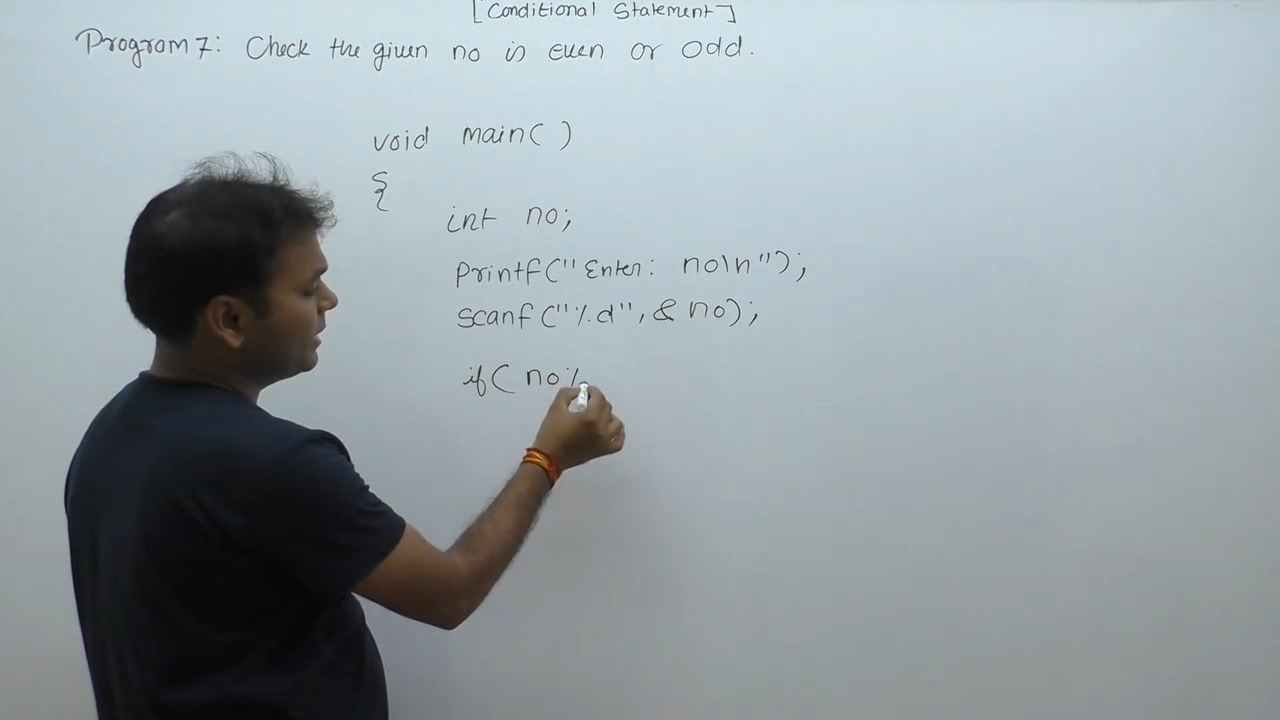 [Conditional Statement]
Program 7: Check the given no is even or odd.
void main( )
{
int no;
printf("Enter: no\n");
scanf("%d", & no);
if( no%